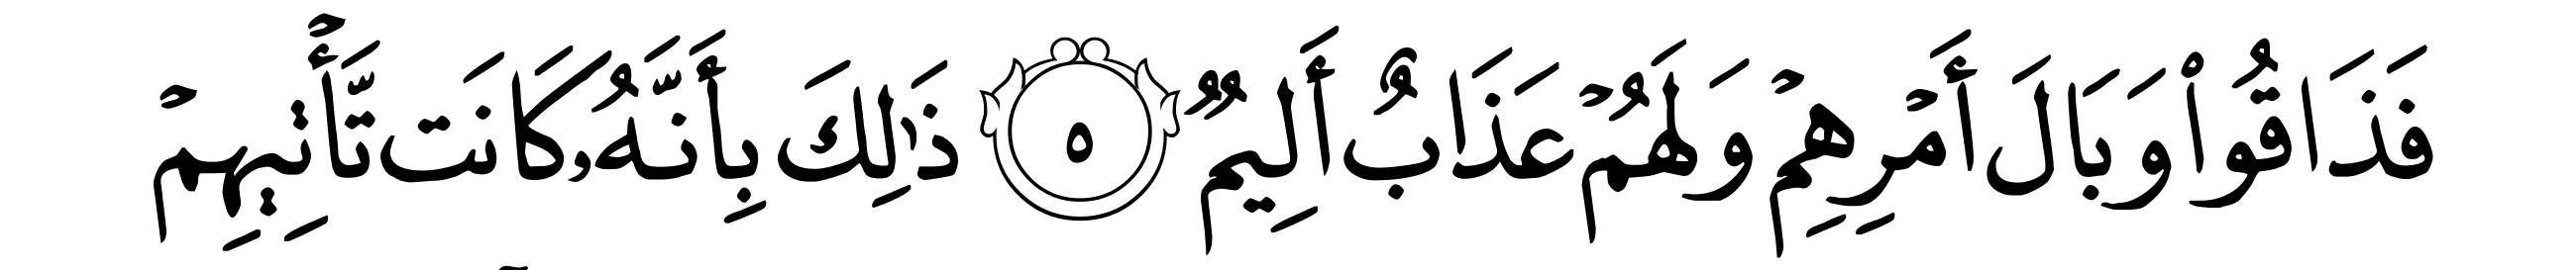 فَذَاقُوا۟ وَبَالَ أَمْرِهِمْ وَلَهُمْ عَذَابٌ أَلِيمٌ ٥ ذَٰلِكَ بِأَنَّهُۥ كَانَت تَّأْتِيهِمْ